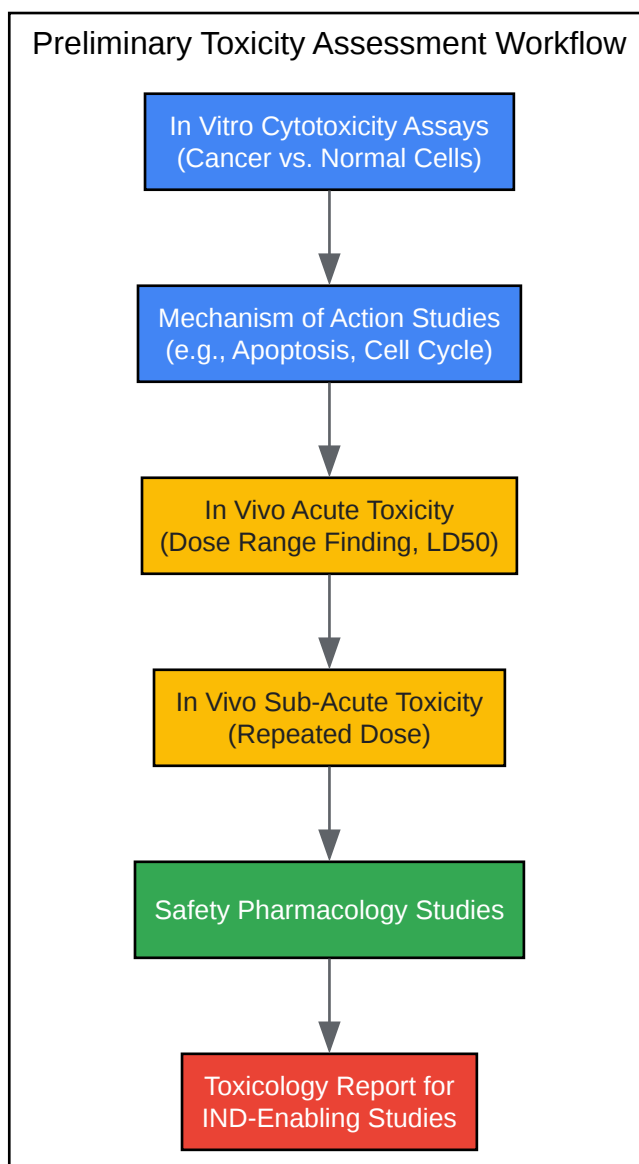 Preliminary Toxicity Assessment Workflow
In Vitro Cytotoxicity Assays
(Cancer vs. Normal Cells)
Mechanism of Action Studies
(e.g., Apoptosis, Cell Cycle)
In Vivo Acute Toxicity
(Dose Range Finding, LD50)
In Vivo Sub-Acute Toxicity
(Repeated Dose)
Safety Pharmacology Studies
Toxicology Report for
IND-Enabling Studies